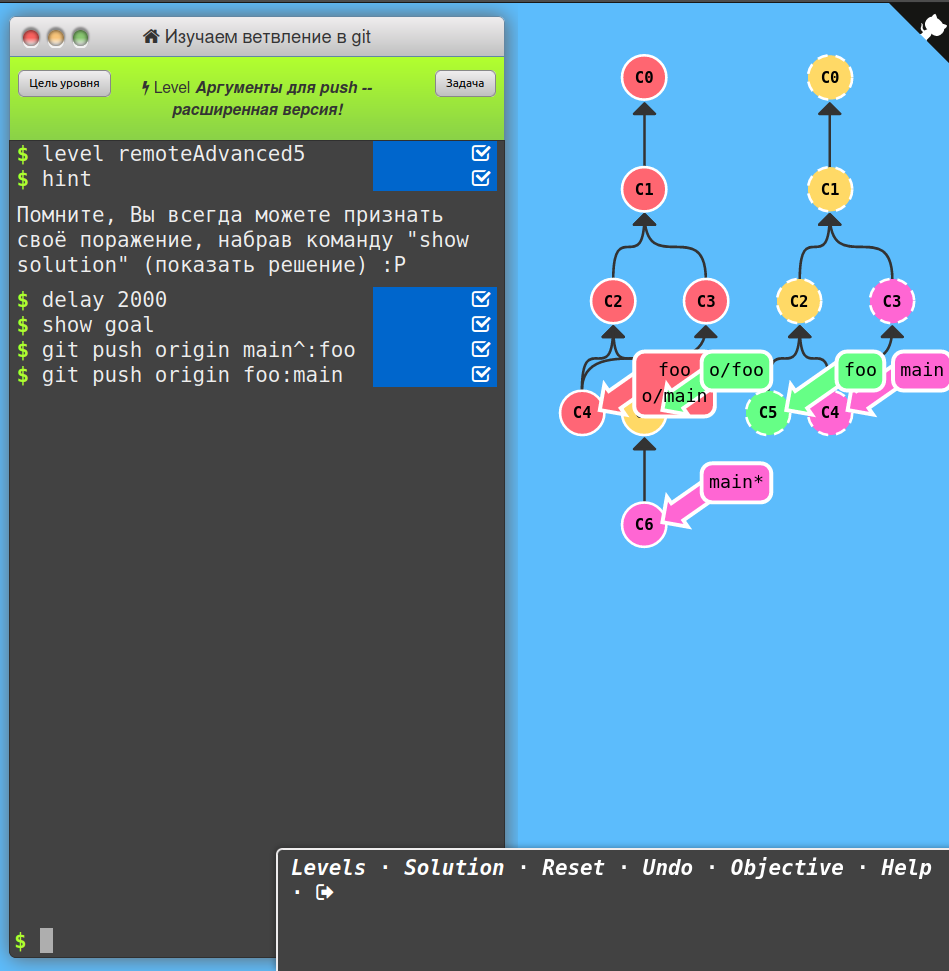 Изучаем ветвление in git
Цель уровня
Level Аргументы для push --
расширенная версия!
Задача
$ level remoteAdvanced5
$ hint
Помните, Вы всегда можете признать
своё поражение, набрав команду "show
solution" (показать решение) :P
$ delay 2000
$ show goal
$ git push origin main^:foo
$ git push origin foo:main
$
C0
C0
C1
C1
C2
C3
C2
C3
foo
o/main
o/foo
foo
main
C4
C5
C4
main*
C6
Levels · Solution · Reset · Undo · Objective · Help
·